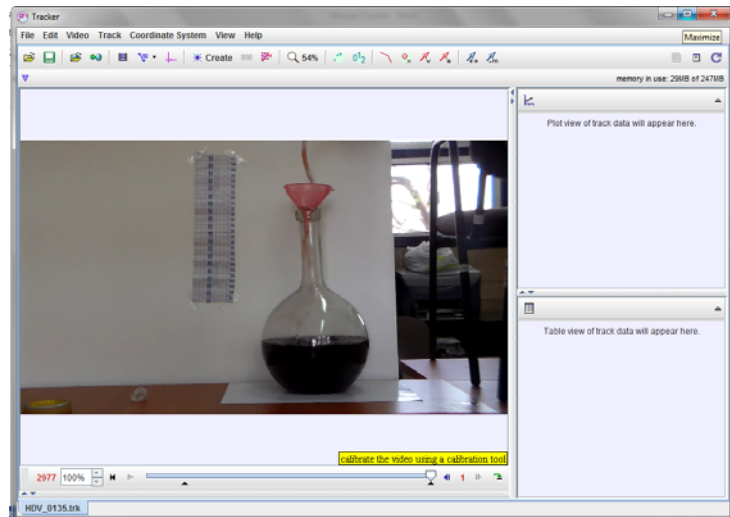 Tracker
File Edit Video Track Coordinate System View Help
Maximize
Create 54%
memory in use: 29MB of 247MB
Plot view of track data will appear here.
Table view of track data will appear here.
calibrate the video using a calibration tool
2977 100% 1
HDV_0135.trk